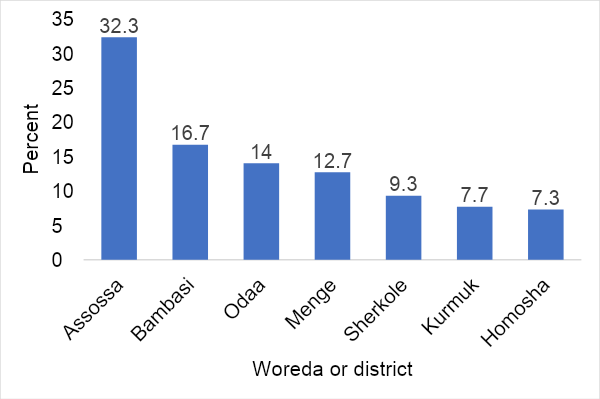 35
30
25
20
15
10
5
0
Percent
32.3
16.7
14
12.7
9.3
7.7
7.3
Assossa
Bambasi
Odaa
Menge
Sherkole
Kurmuk
Homosha
Woreda or district